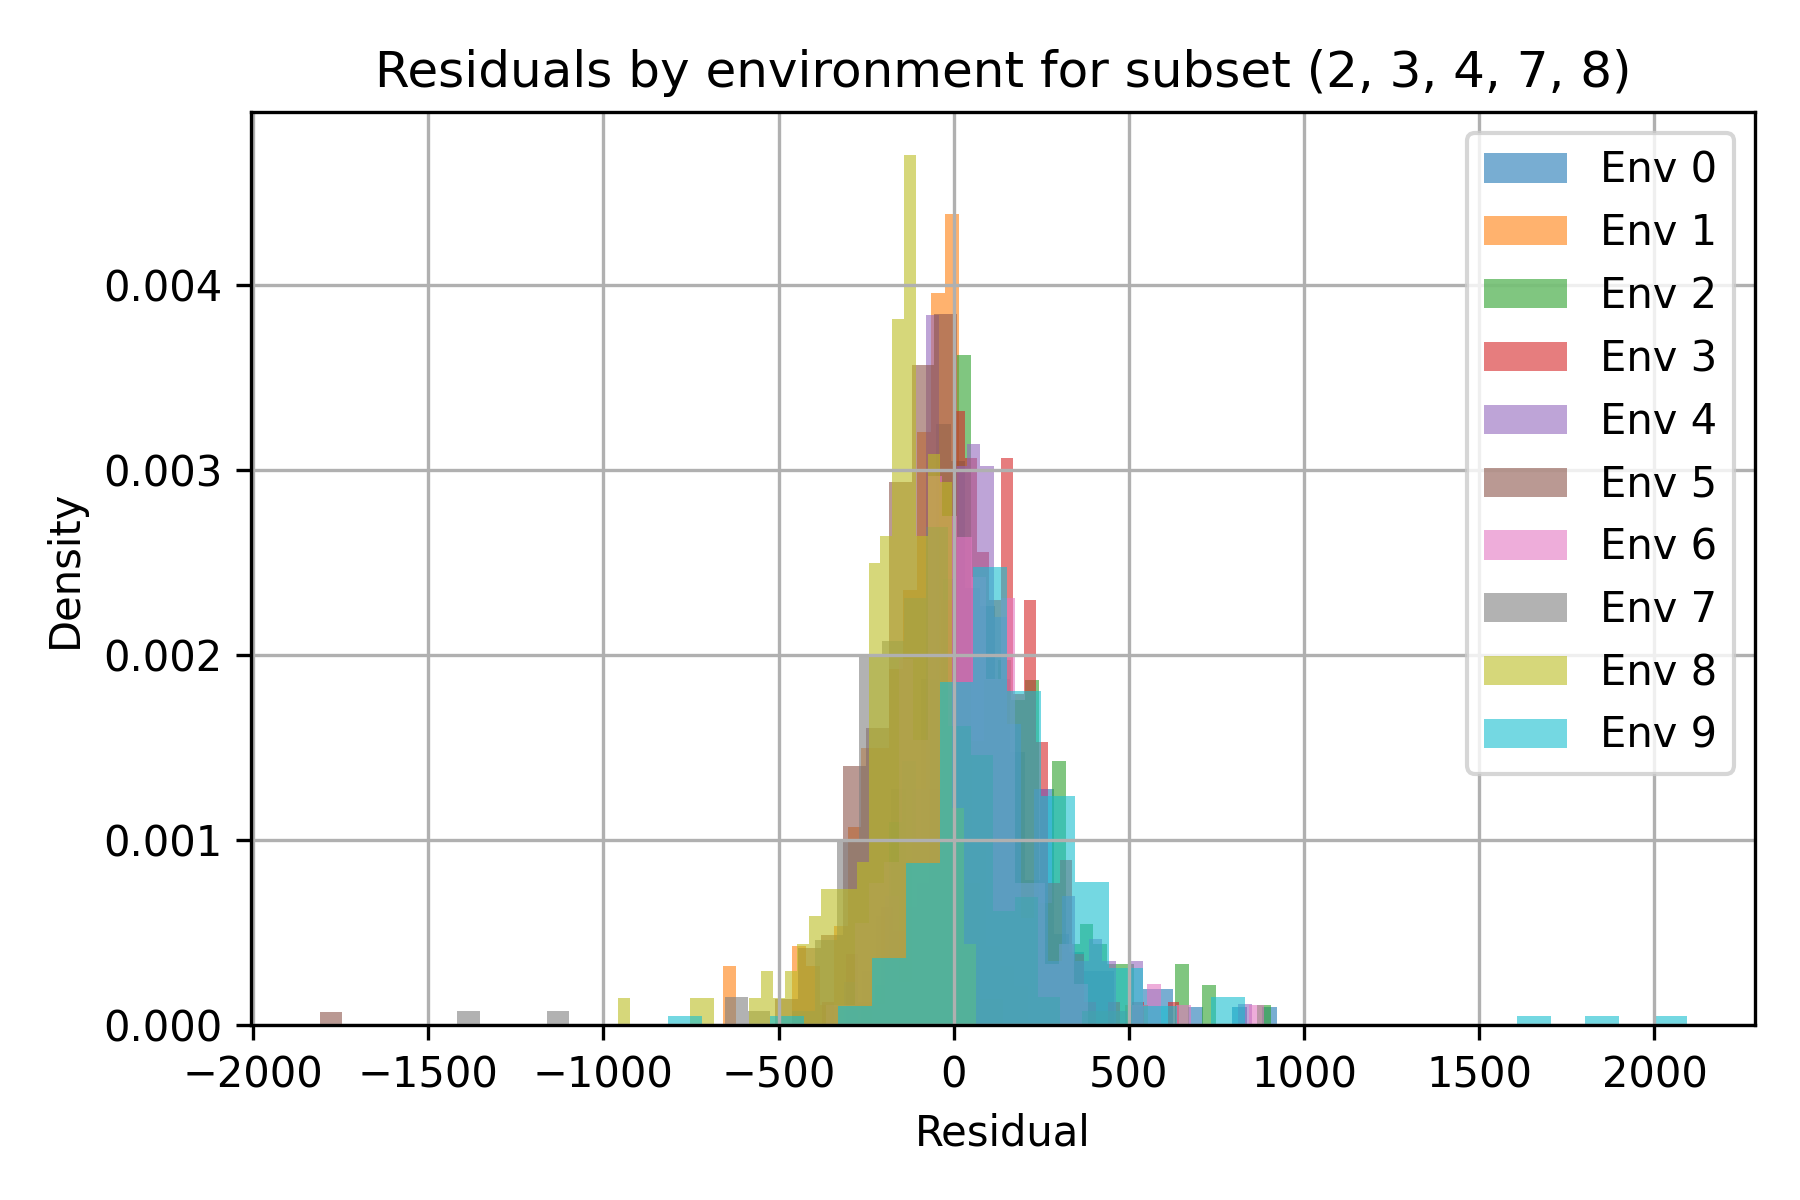 Residuals by environment for subset (2, 3, 4, 7, 8)
Density
0.004
0.003
0.002
0.001
0.000
−2000 −1500 −1000 −500 0 500 1000 1500 2000
Residual
Env 0
Env 1
Env 2
Env 3
Env 4
Env 5
Env 6
Env 7
Env 8
Env 9